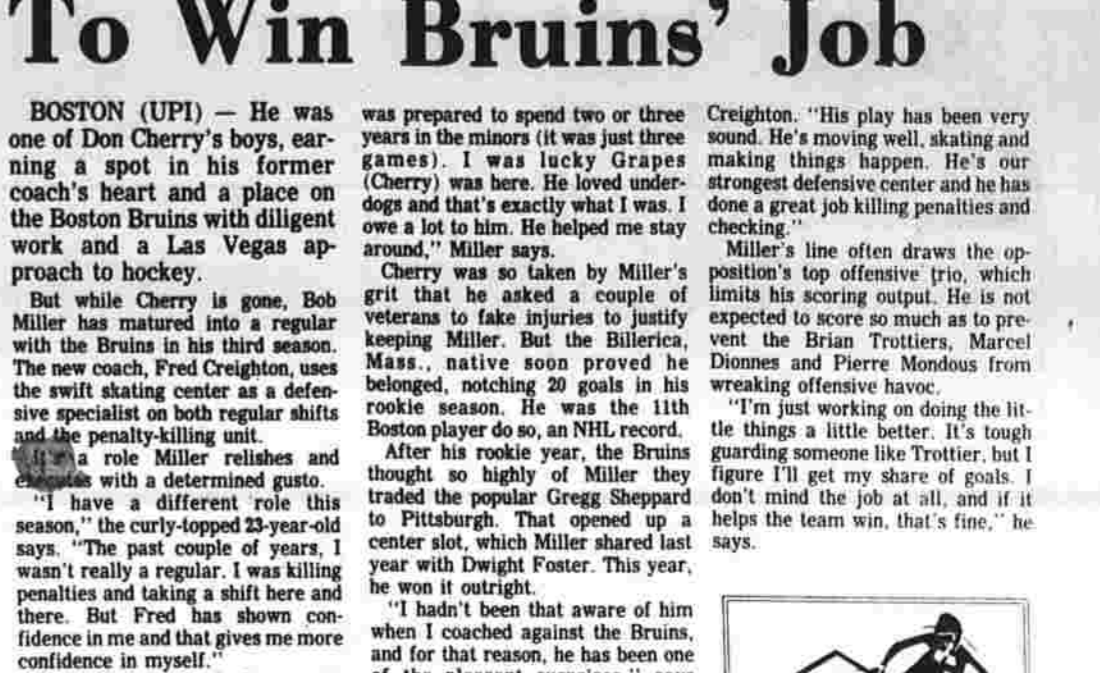 To Win Bruins' Job
BOSTON (UPI) — He was
one of Don Cherry's boys, ear-
ning a spot in his former
coach's heart and a place on
the Boston Bruins with diligent
work and a Las Vegas ap-
proach to hockey.
But while Cherry is gone, Bob
Miller has matured into a regular
with the Bruins in his third season.
The new coach, Fred Creighton, uses
the swift skating center as a defen-
sive specialist on both regular shifts
and the penalty-killing unit.
It's a role Miller relishes and
executes with a determined gusto.
"I have a different role this
season," the curly-topped 23-year-old
says. "The past couple of years, I
wasn't really a regular. I was killing
penalties and taking a shift here and
there. But Fred has shown con-
fidence in me and that gives me more
confidence in myself."
was prepared to spend two or three
years in the minors (it was just three
games). I was lucky Grapes
(Cherry) was here. He loved under-
dogs and that's exactly what I was. I
owe a lot to him. He helped me stay
around," Miller says.
Cherry was so taken by Miller's
grit that he asked a couple of
veterans to fake injuries to justify
keeping Miller. But the Billerica,
Mass., native soon proved he
belonged, notching 20 goals in his
rookie season. He was the 11th
Boston player do so, an NHL record.
After his rookie year, the Bruins
thought so highly of Miller they
traded the popular Gregg Sheppard
to Pittsburgh. That opened up a
center slot, which Miller shared last
year with Dwight Foster. This year,
he won it outright.
"I hadn't been that aware of him
when I coached against the Bruins,
and for that reason, he has been one
Creighton. "His play has been very
sound. He's moving well, skating and
making things happen. He's our
strongest defensive center and he has
done a great job killing penalties and
checking."
Miller's line often draws the op-
position's top offensive trio, which
limits his scoring output. He is not
expected to score so much as to pre-
vent the Brian Trottiers, Marcel
Dionnes and Pierre Mondous from
wreaking offensive havoc.
"I'm just working on doing the lit-
tle things a little better. It's tough
guarding someone like Trottier, but I
figure I'll get my share of goals. I
don't mind the job at all, and if it
helps the team win, that's fine," he
says.